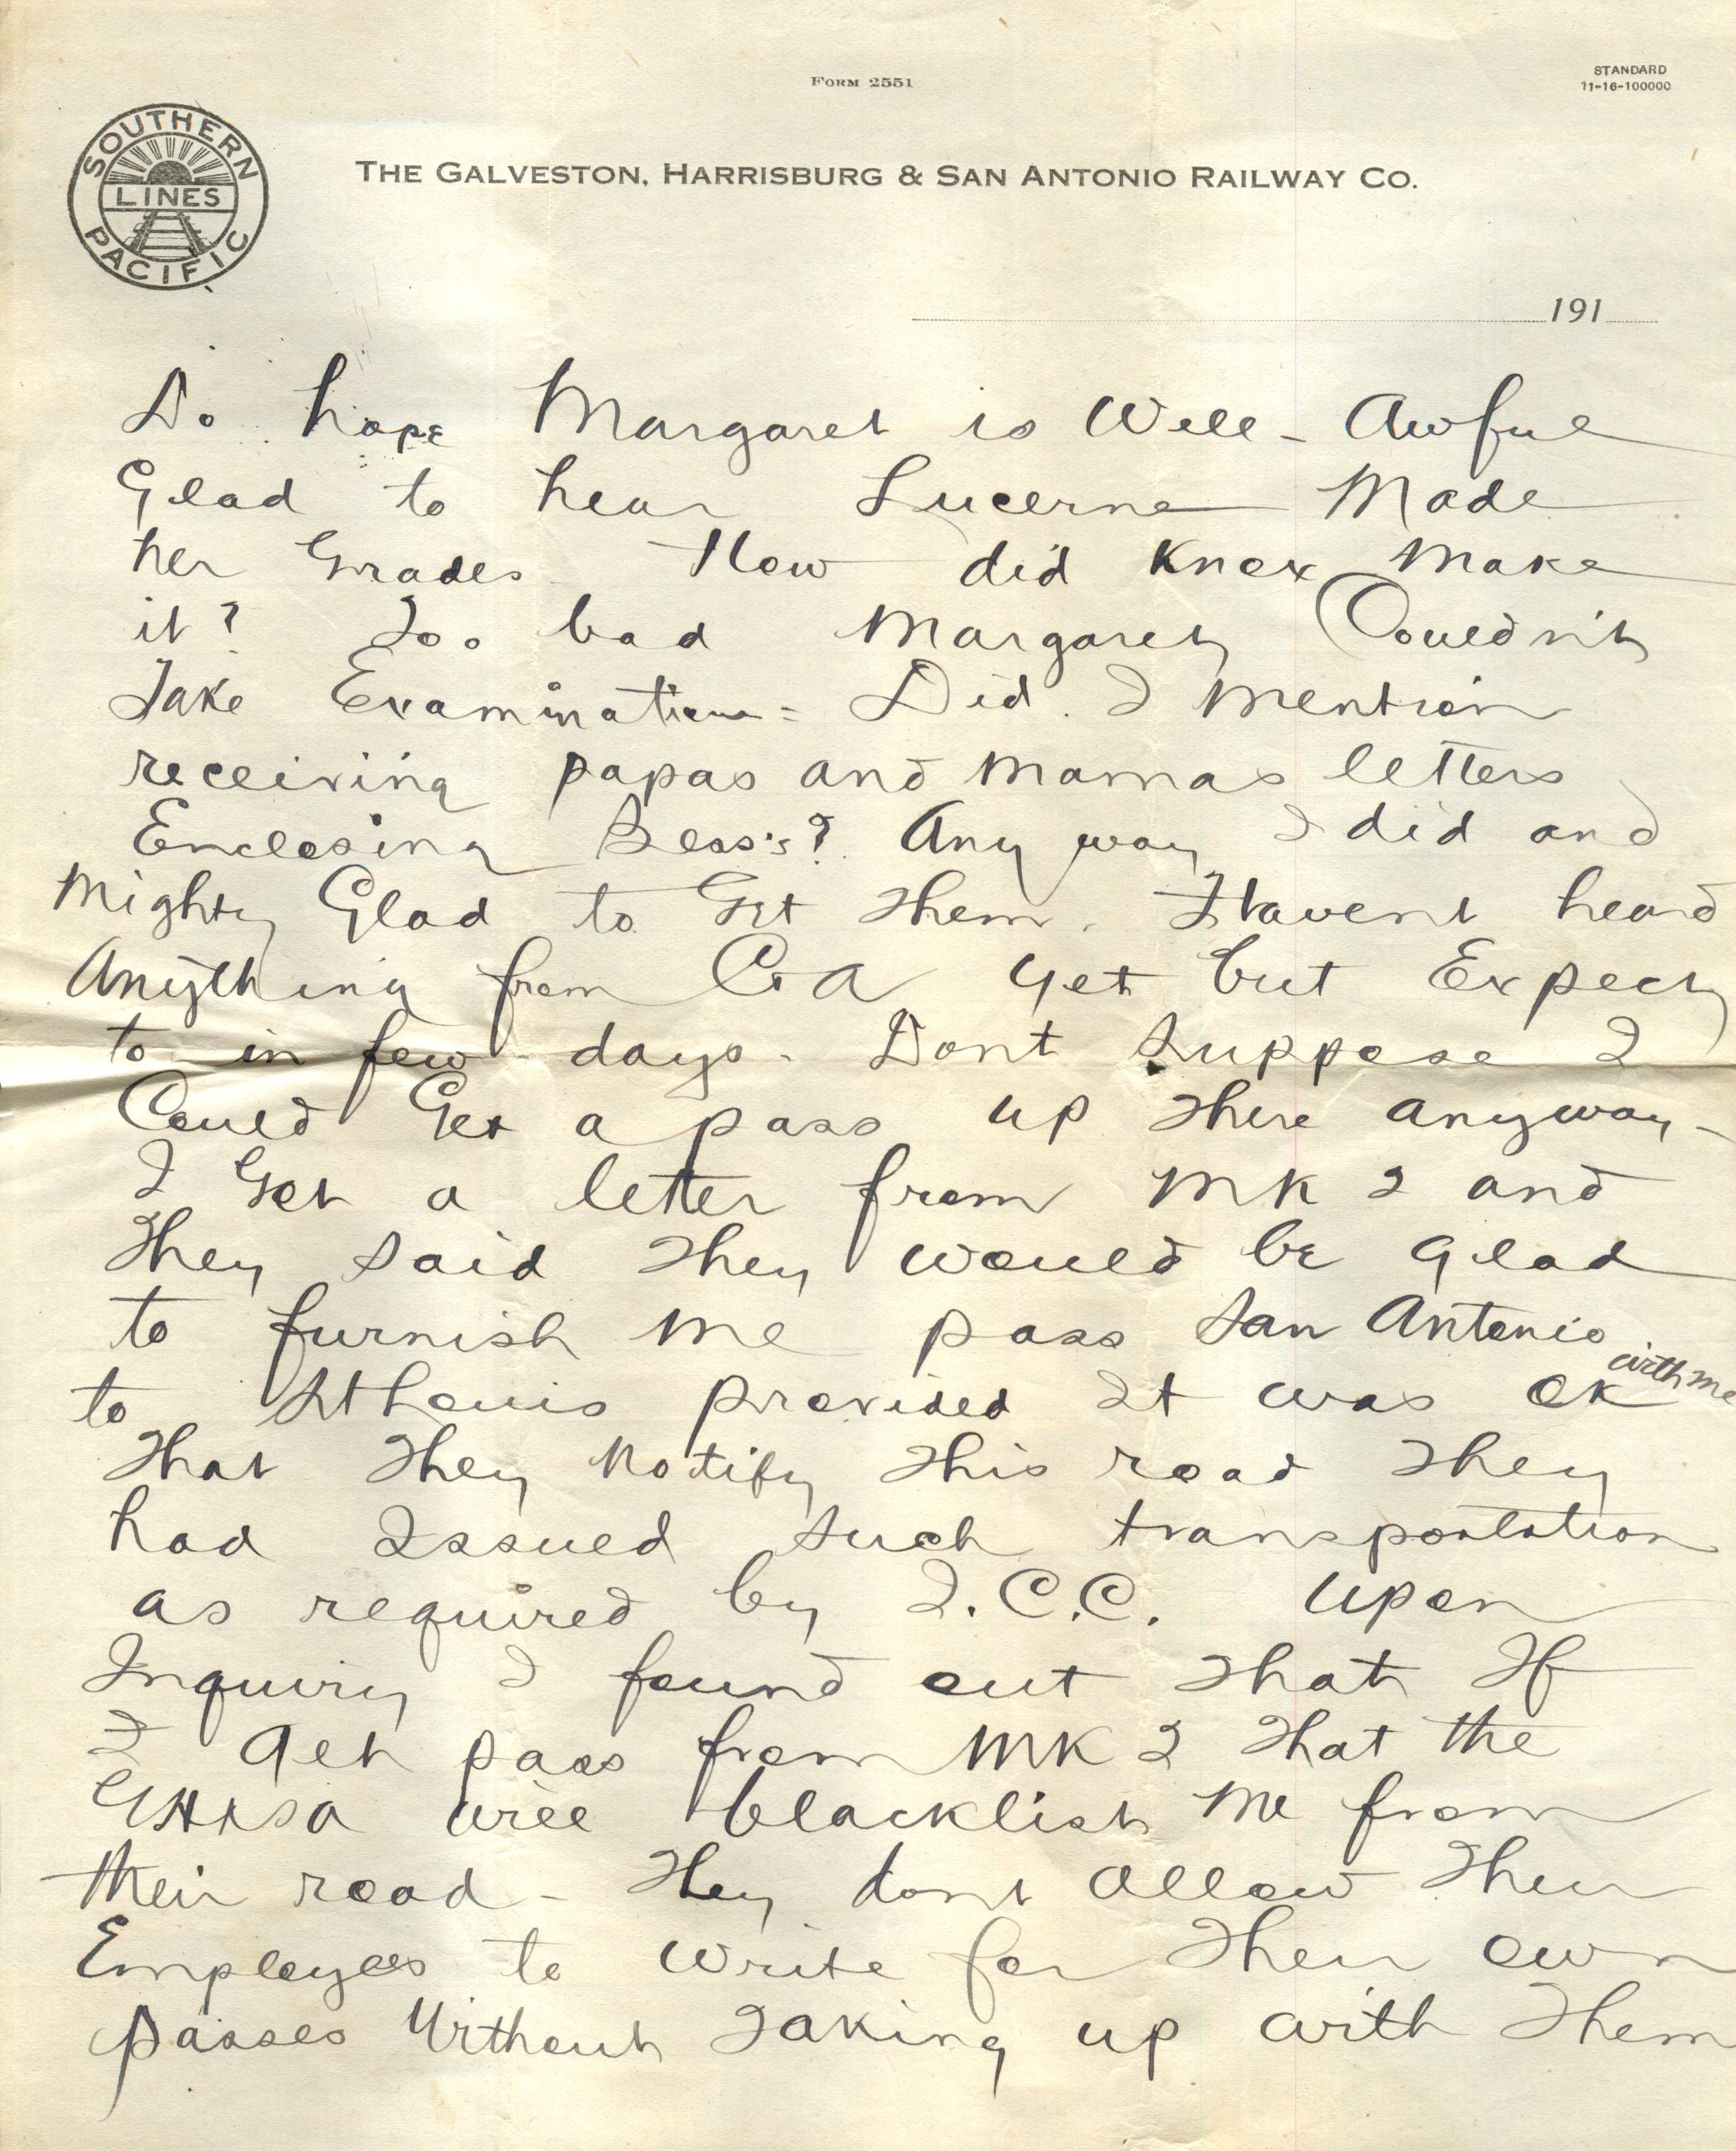 FORM 2551
STANDARD
11-16-100000
SOUTHERN
LINES
PACIFIC
THE GALVESTON, HARRISBURG & SAN ANTONIO RAILWAY CO.
191
Do hope Margaret is Well - Awful
Glad to hear Lucerne Made
her Grades How did Knox Make
it? Too bad Margaret Couldn't
Take Examination = Did I Mention
receiving papas and Mamas letters
Enclosing Bess's? Any way I did and
Mighty Glad to Get them. Havent heard
Anything from Ga yet but Expect
to in few days - Dont Suppose I
Could Get a pass up there anyway -
I Got a letter from MK & and
They Said they would be Glad
to furnish me pass San Antonio
to St Louis provided It was OK with me
That they Notify this road they
had Issued Such transportation
as required by I.C.C. Upon
Inquiry I found out that If
I Get pass from MK & That the
GH&SA will blacklist Me from
their road - They dont Allow Their
Employees to write for Their own
passes Without Taking up with Them